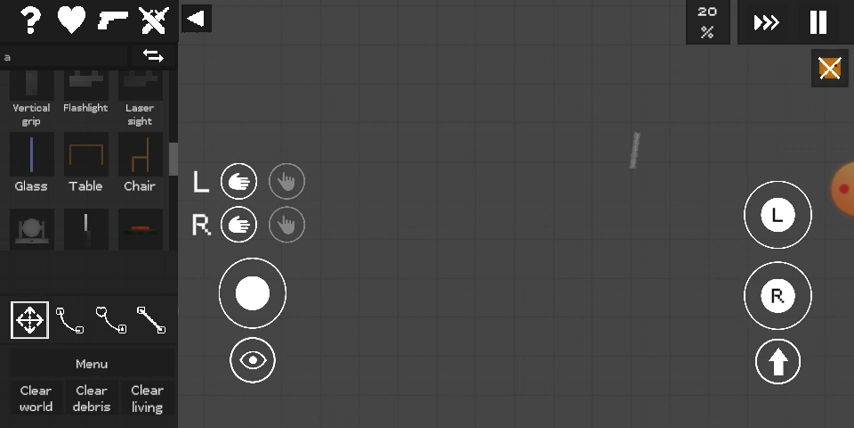 20
%
a
Vertical grip
Flashlight
Laser sight
Glass
Table
Chair
L
R
L
R
Menu
Clear world
Clear debris
Clear living